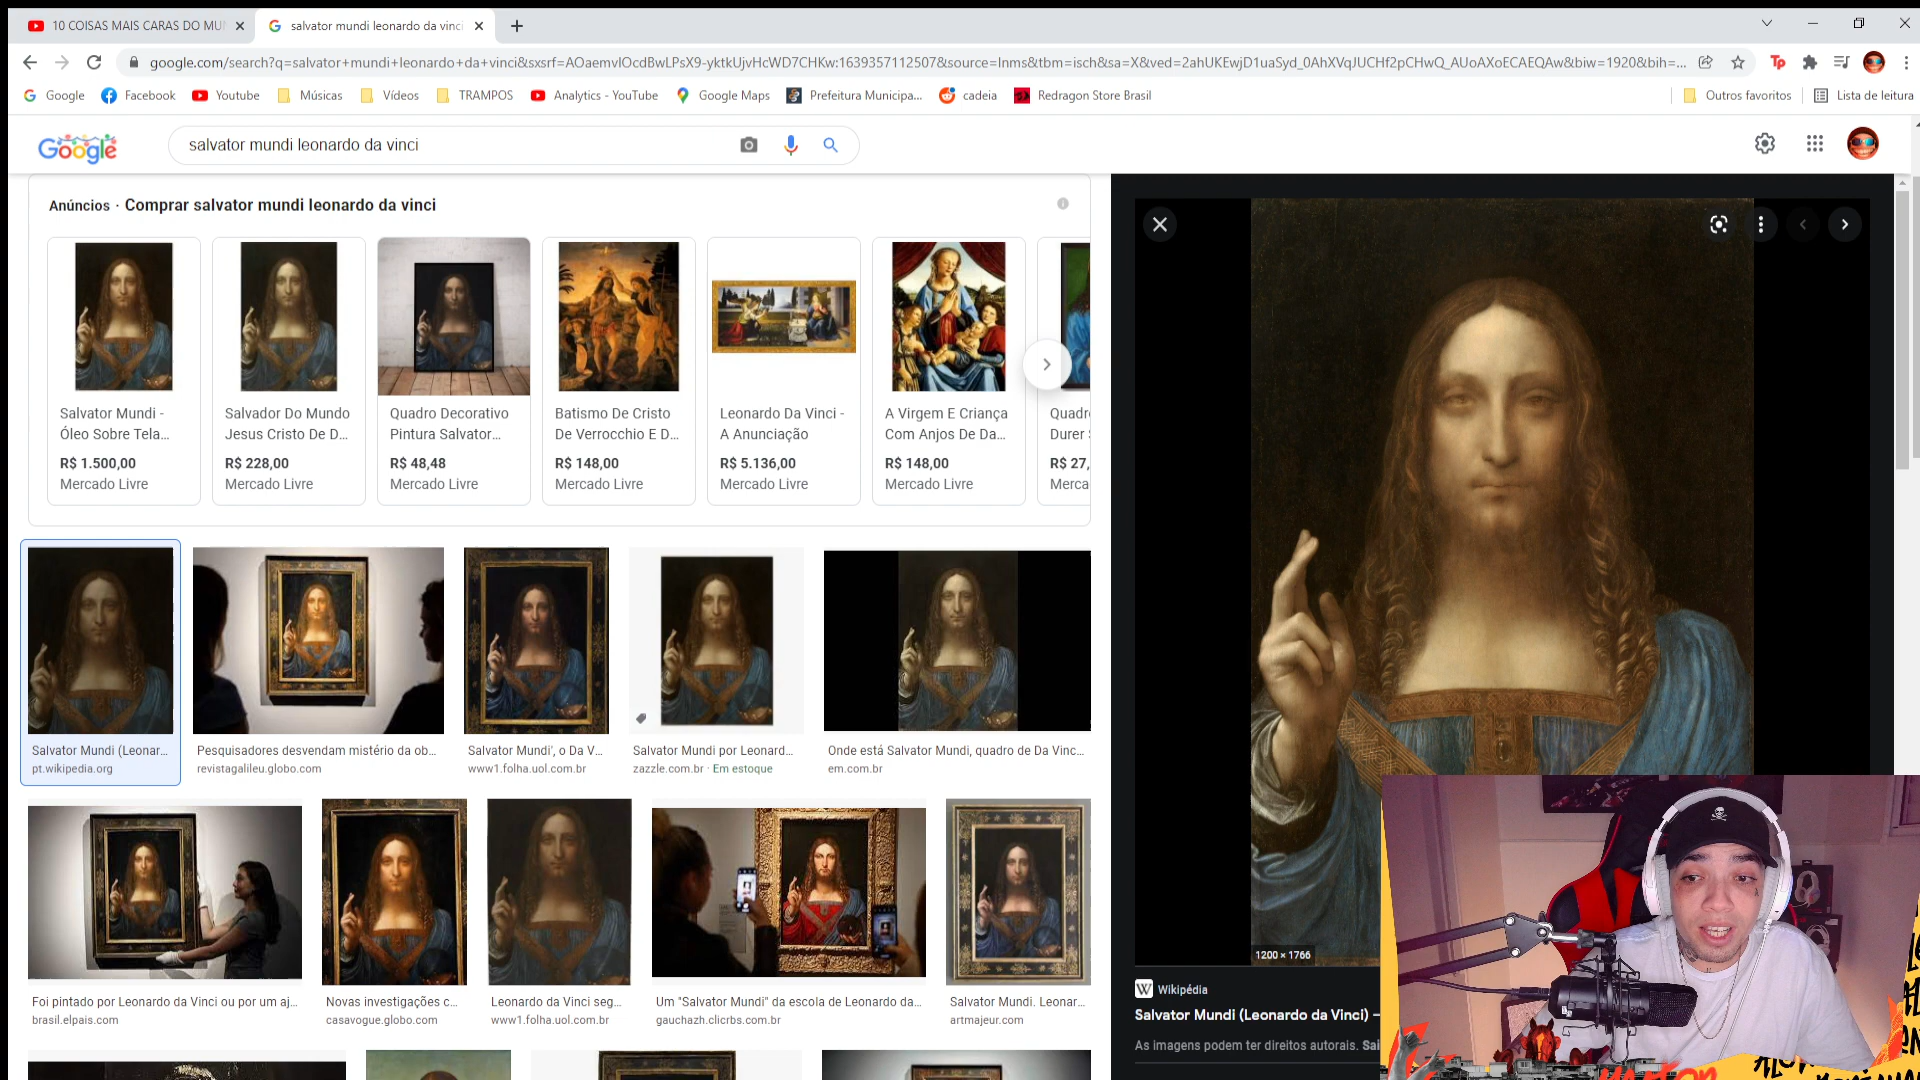 10 COISAS MAIS CARAS DO MU
salvator mundi leonardo da vinci
google.com/search?q=salvator+mundi+leonardo+da+vinci&sxsrf=AOaemvIOcdBwLPsX9-yktkUjvHcWD7CHKw:1639357112507&source=lnms&tbm=isch&sa=X&ved=2ahUKEwjD1uaSyd_0AhXVqJUCHf2pCHwQ_AUoAXoECAEQAw&biw=1920&bih=...
Google
Facebook
Youtube
Músicas
Vídeos
TRAMPOS
Analytics - YouTube
Google Maps
Prefeitura Municipa...
cadeia
Redragon Store Brasil
Outros favoritos
Lista de leitura
Google
salvator mundi leonardo da vinci
Anúncios · Comprar salvator mundi leonardo da vinci
Salvator Mundi -
Óleo Sobre Tela...
R$ 1.500,00
Mercado Livre
Salvador Do Mundo
Jesus Cristo De D...
R$ 228,00
Mercado Livre
Quadro Decorativo
Pintura Salvator...
R$ 48,48
Mercado Livre
Batismo De Cristo
De Verrocchio E D...
R$ 148,00
Mercado Livre
Leonardo Da Vinci -
A Anunciação
R$ 5.136,00
Mercado Livre
A Virgem E Criança
Com Anjos De Da...
R$ 148,00
Mercado Livre
Quadr
Durer
R$ 27,
Merca
Salvator Mundi (Leonar...
pt.wikipedia.org
Pesquisadores desvendam mistério da ob...
revistagalileu.globo.com
Salvator Mundi', o Da V...
www1.folha.uol.com.br
Salvator Mundi por Leonard...
zazzle.com.br · Em estoque
Onde está Salvator Mundi, quadro de Da Vinc...
em.com.br
Foi pintado por Leonardo da Vinci ou por um aj...
brasil.elpais.com
Novas investigações c...
casavogue.globo.com
Leonardo da Vinci seg...
www1.folha.uol.com.br
Um "Salvator Mundi" da escola de Leonardo da...
gauchazh.clicrbs.com.br
Salvator Mundi. Leonar...
artmajeur.com
1200 × 1766
W Wikipédia
Salvator Mundi (Leonardo da Vinci) –
As imagens podem ter direitos autorais. Sai